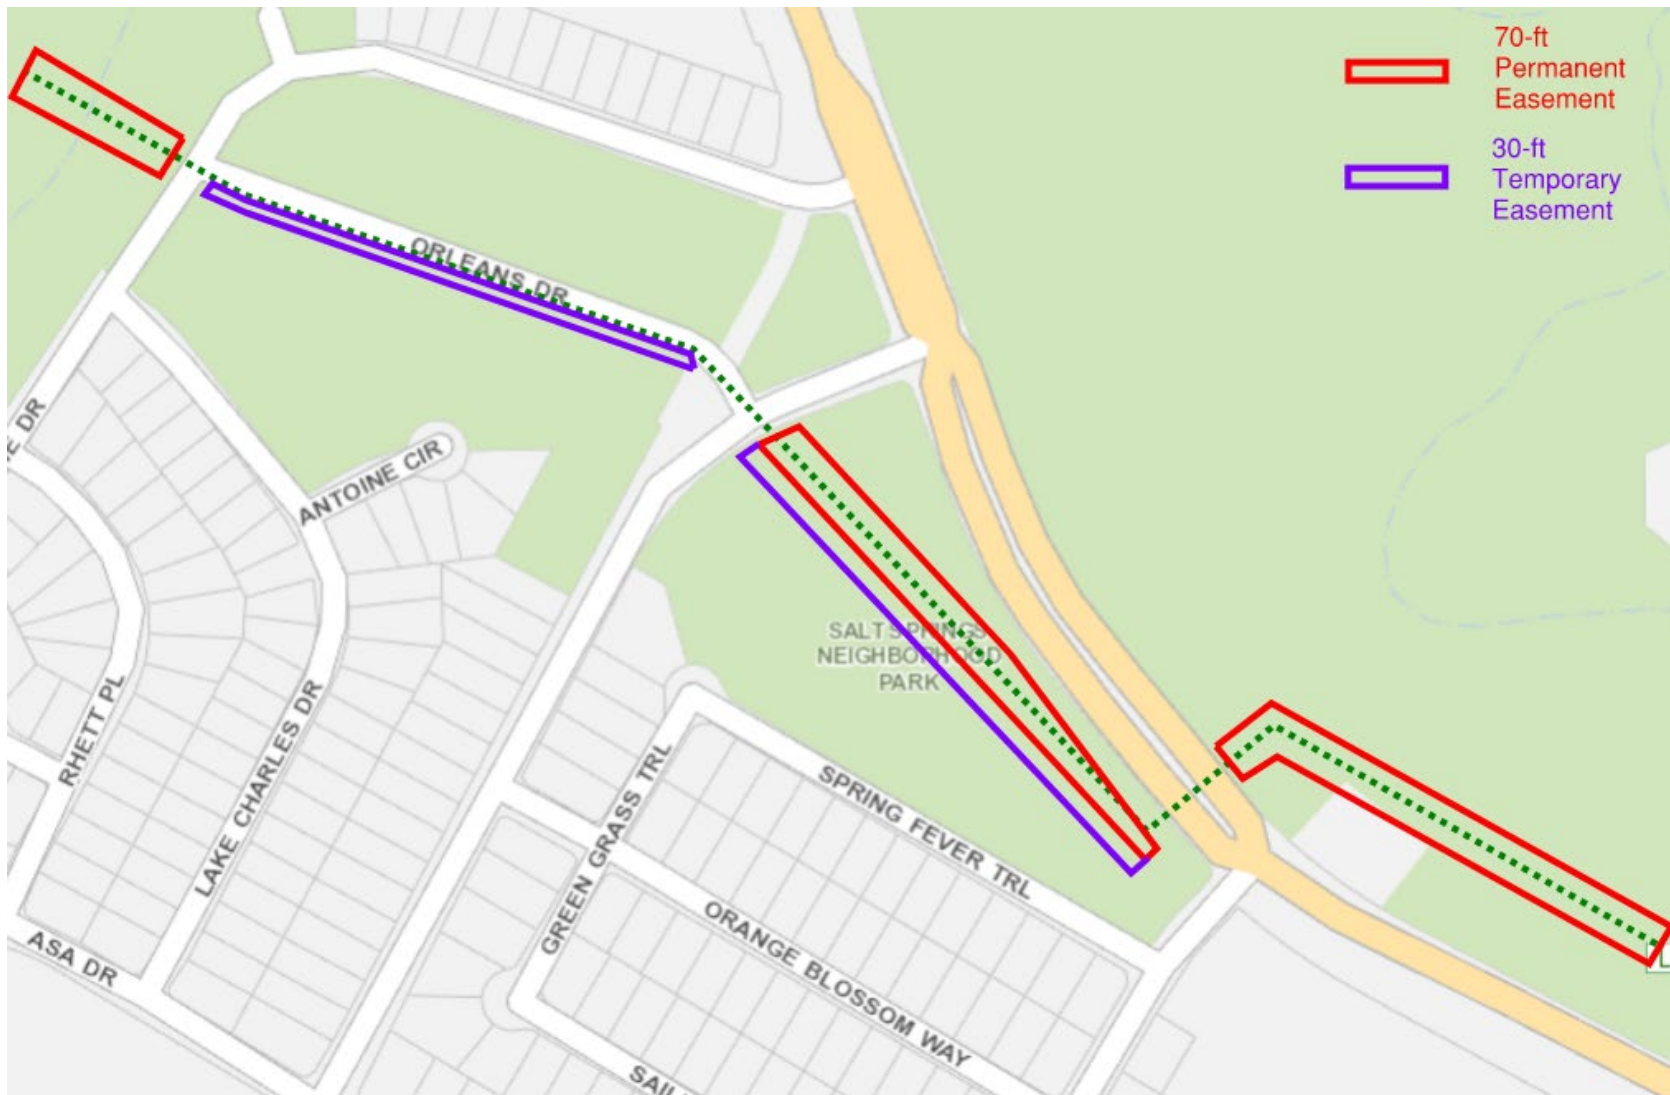 70-ft
Permanent
Easement
30-ft
Temporary
Easement
ORLEANS DR
ANTOINE CIR
SALT SPRINGS
NEIGHBORHOOD
PARK
RHETT PL
LAKE CHARLES DR
GREEN GRASS TRL
SPRING FEVER TRL
ORANGE BLOSSOM WAY
ASA DR
DR